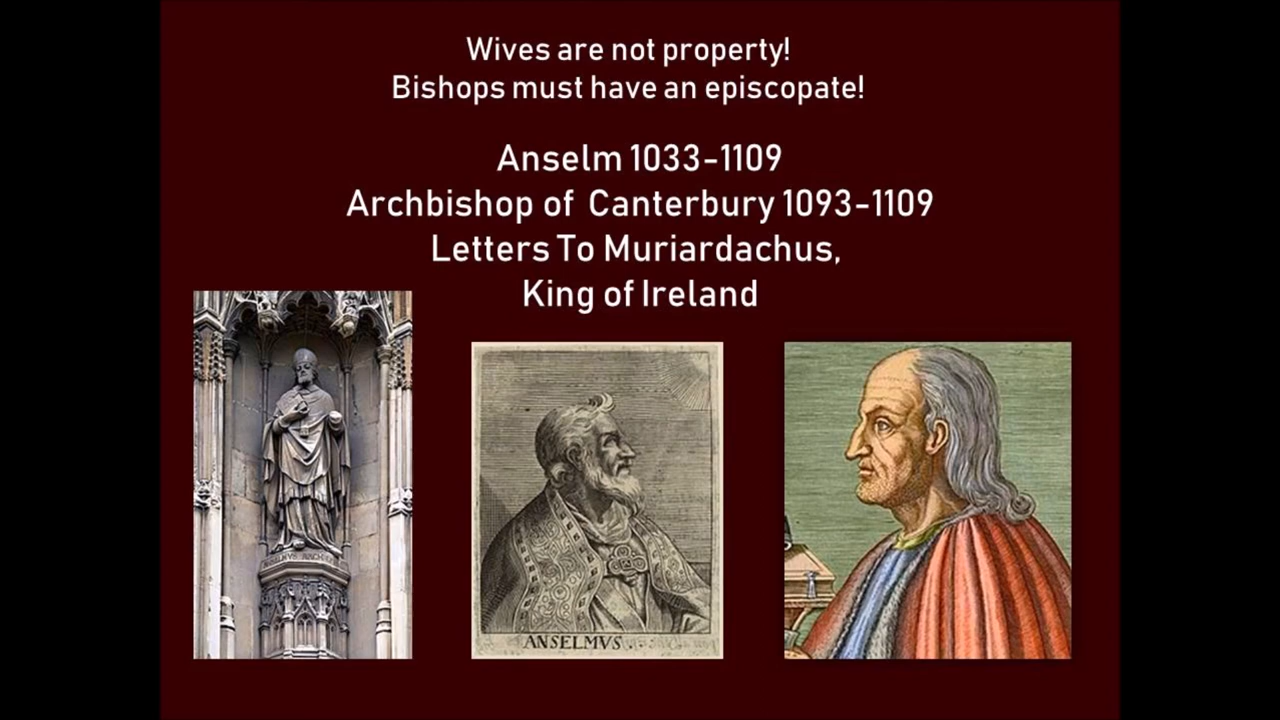 Wives are not property!
Bishops must have an episcopate!
Anselm 1033-1109
Archbishop of Canterbury 1093-1109
Letters To Muriardachus,
King of Ireland
ANSELMVS